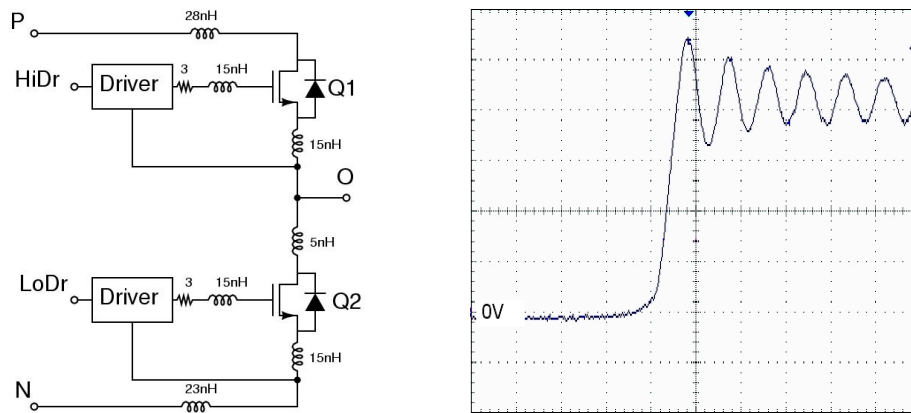 28nH
P
3
15nH
HiDr
Driver
Q1
15nH
O
5nH
3
15nH
LoDr
Driver
Q2
15nH
N
23nH
0V